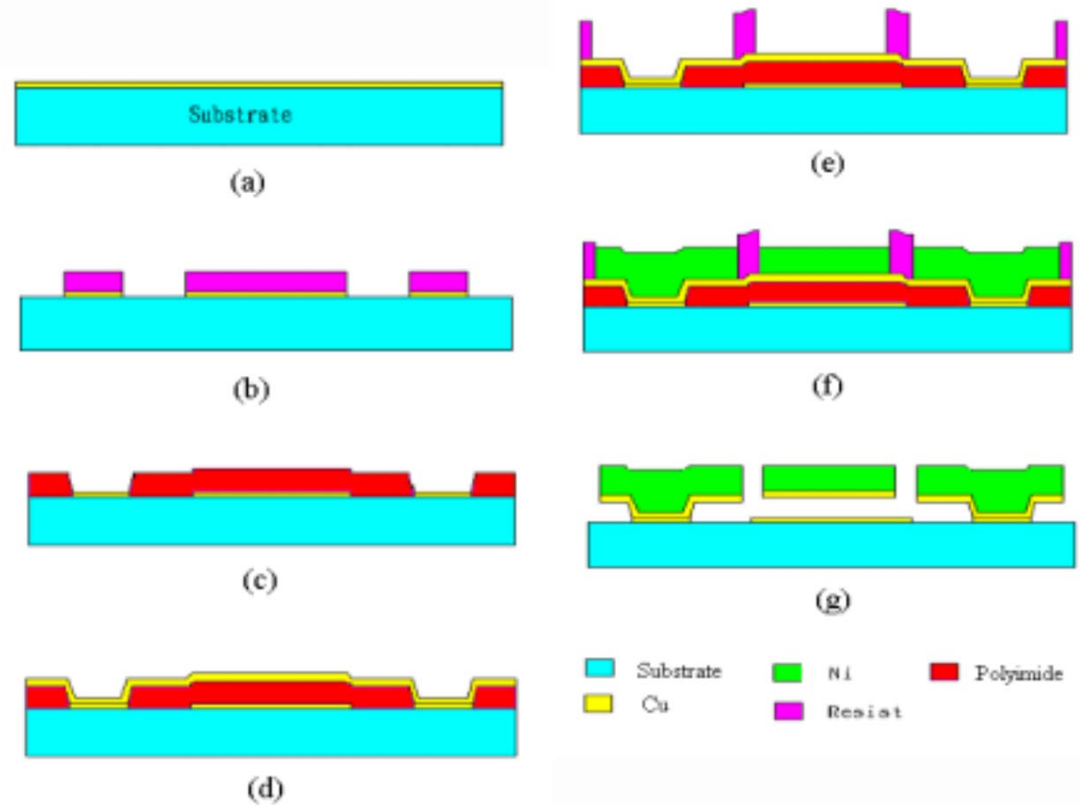 Substrate
(a)
(b)
(c)
(d)
(e)
(f)
(g)
Substrate
Ni
Polyimide
Cu
Resist